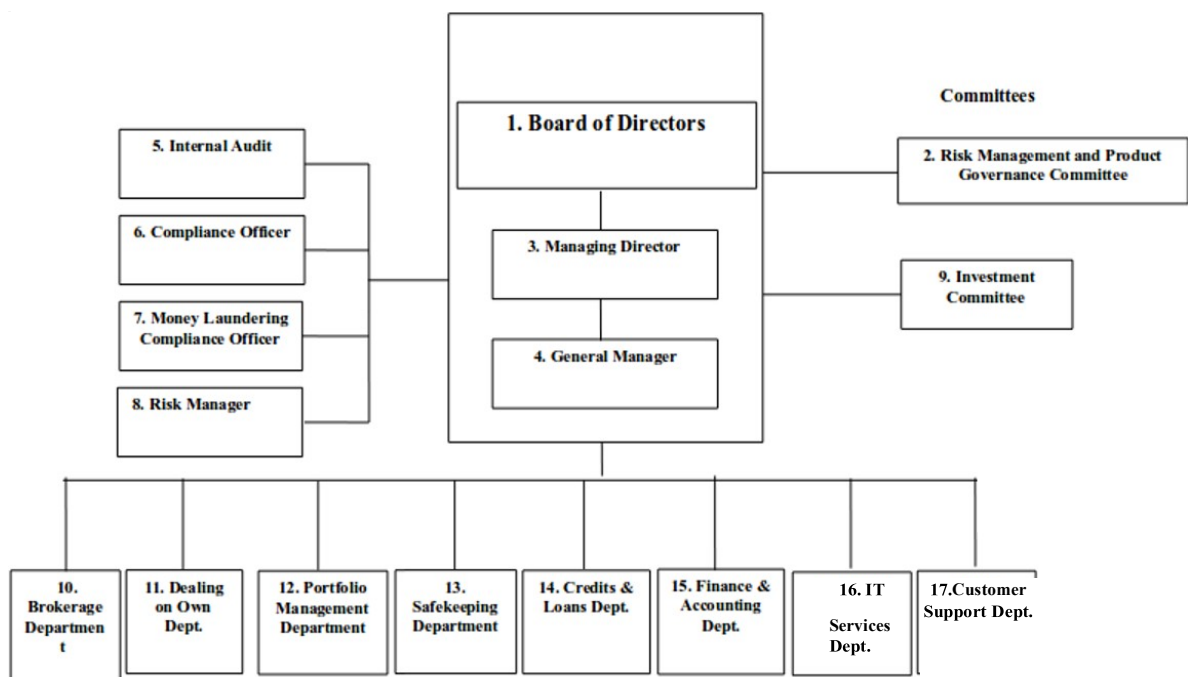 Committees
1. Board of Directors
5. Internal Audit
2. Risk Management and Product
Governance Committee
6. Compliance Officer
3. Managing Director
9. Investment
Committee
7. Money Laundering
Compliance Officer
4. General Manager
8. Risk Manager
10.
Brokerage
Departmen
t
11. Dealing
on Own
Dept.
12. Portfolio
Management
Department
13.
Safekeeping
Department
14. Credits &
Loans Dept.
15. Finance &
Accounting
Dept.
16. IT
Services
Dept.
17.Customer
Support Dept.